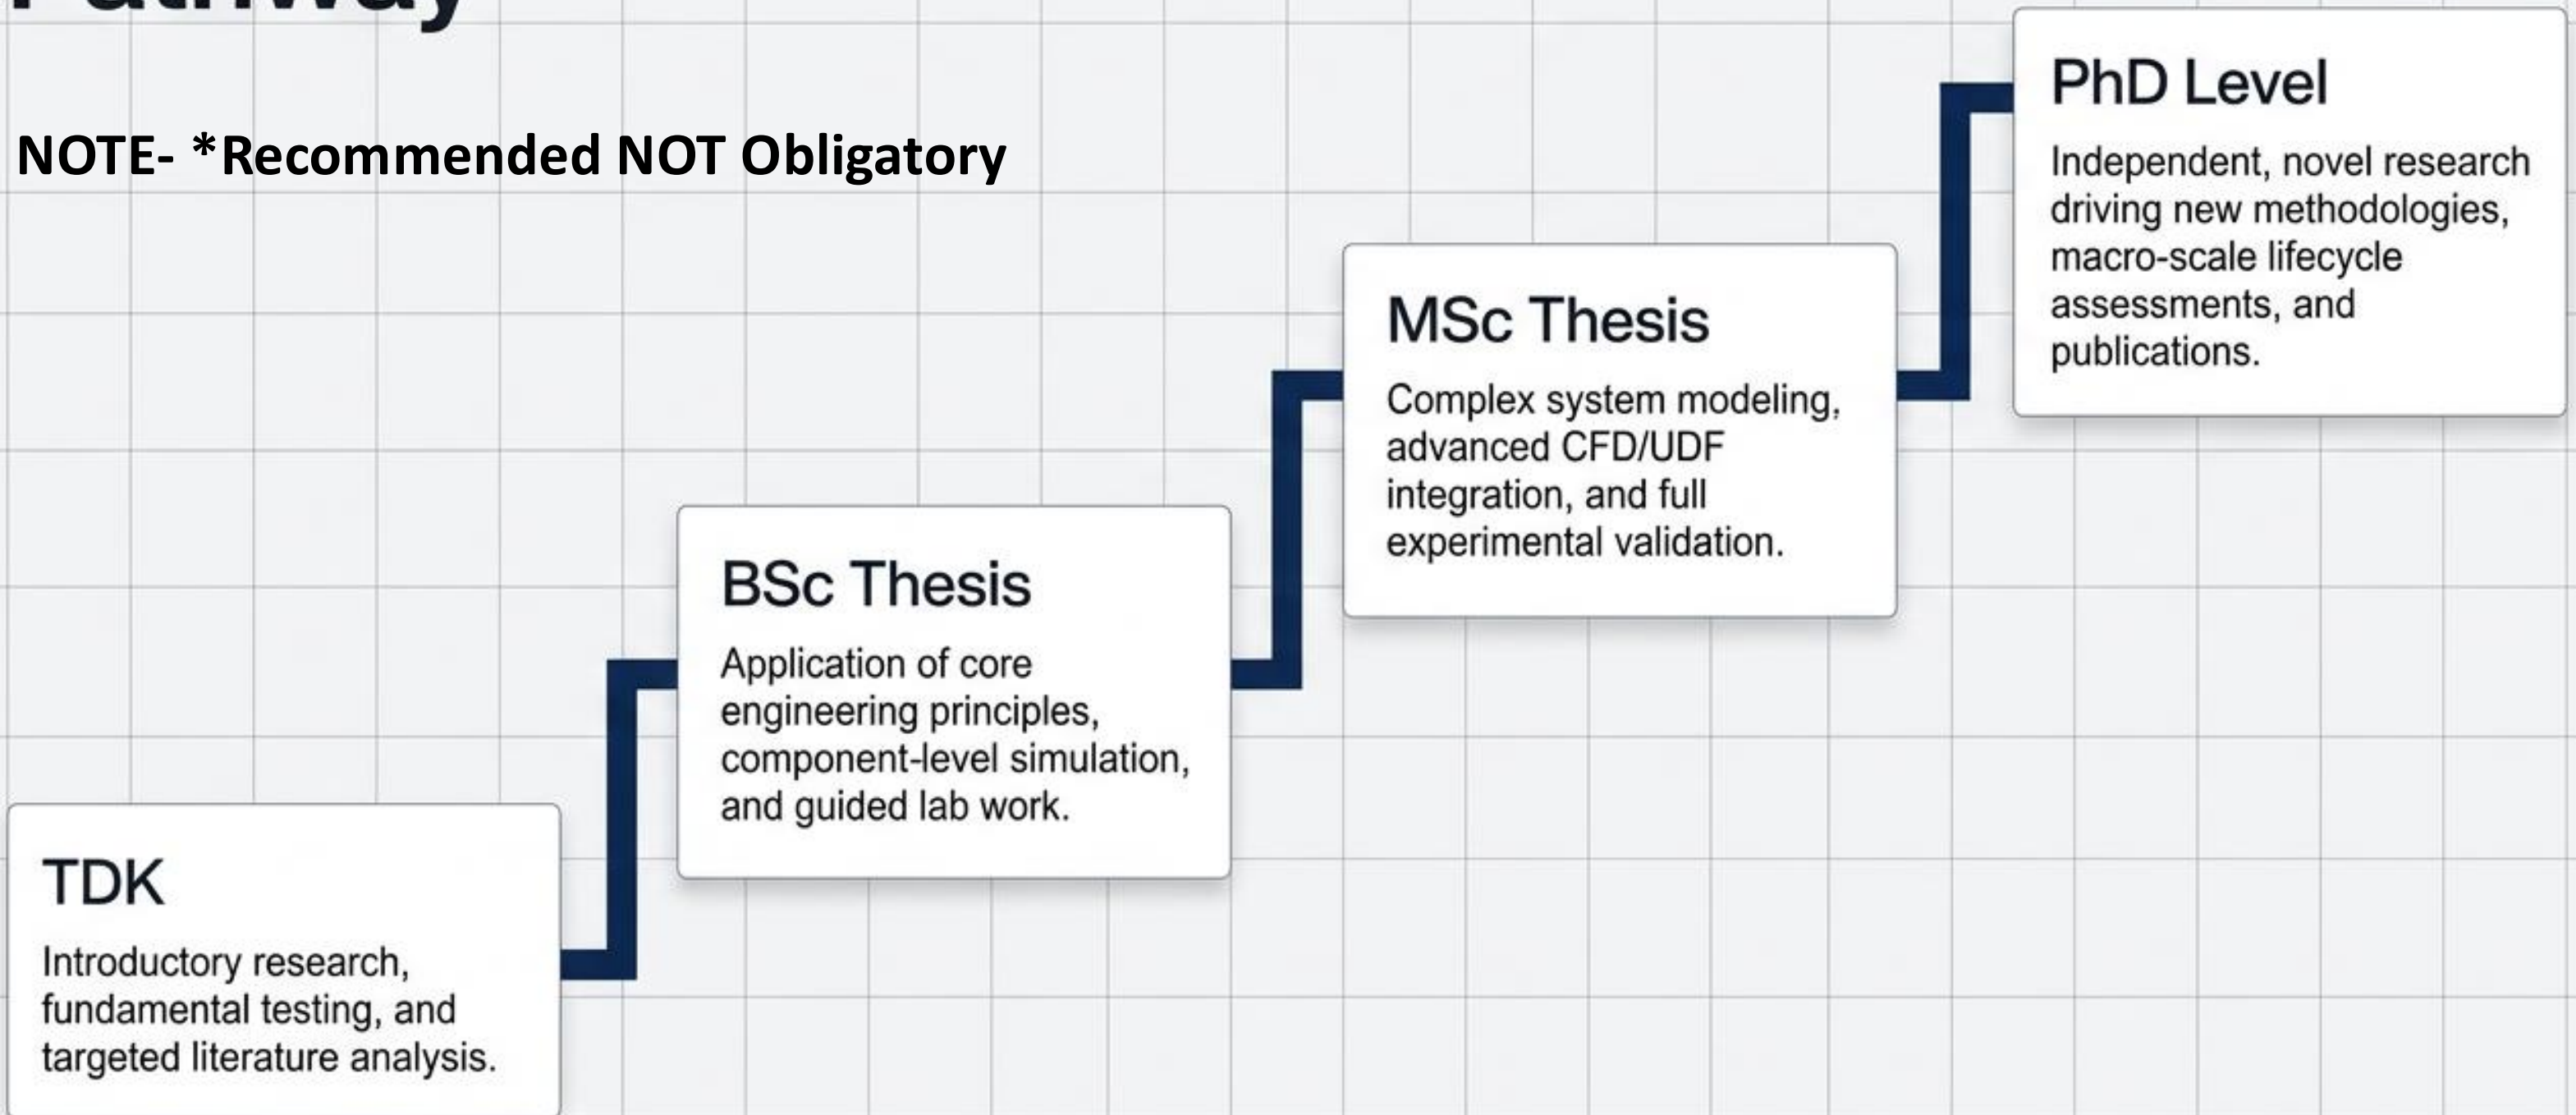 Pathway
NOTE- *Recommended NOT Obligatory
PhD Level
Independent, novel research
driving new methodologies,
macro-scale lifecycle
assessments, and
publications.
MSc Thesis
Complex system modeling,
advanced CFD/UDF
integration, and full
experimental validation.
BSc Thesis
Application of core
engineering principles,
component-level simulation,
and guided lab work.
TDK
Introductory research,
fundamental testing, and
targeted literature analysis.